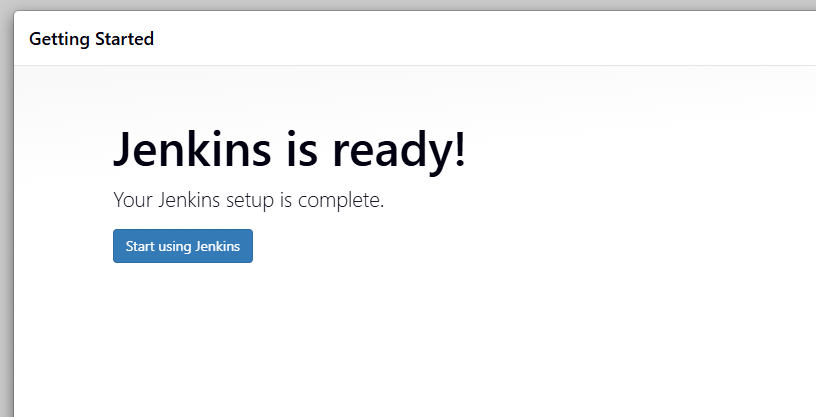 Getting Started
Jenkins is ready!
Your Jenkins setup is complete.
Start using Jenkins